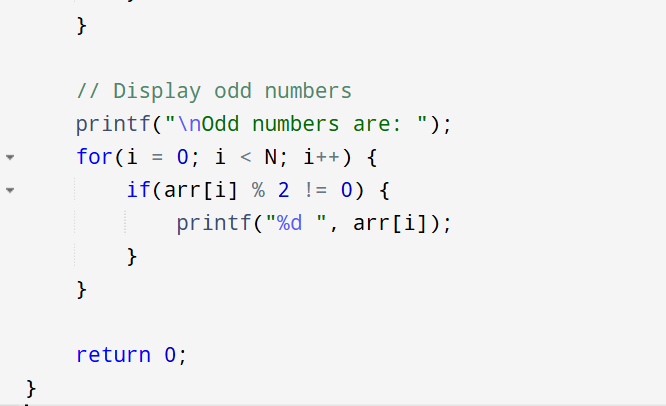 }
// Display odd numbers
printf("\nOdd numbers are: ");
for(i = 0; i < N; i++) {
if(arr[i] % 2 != 0) {
printf("%d ", arr[i]);
}
}
return 0;
}